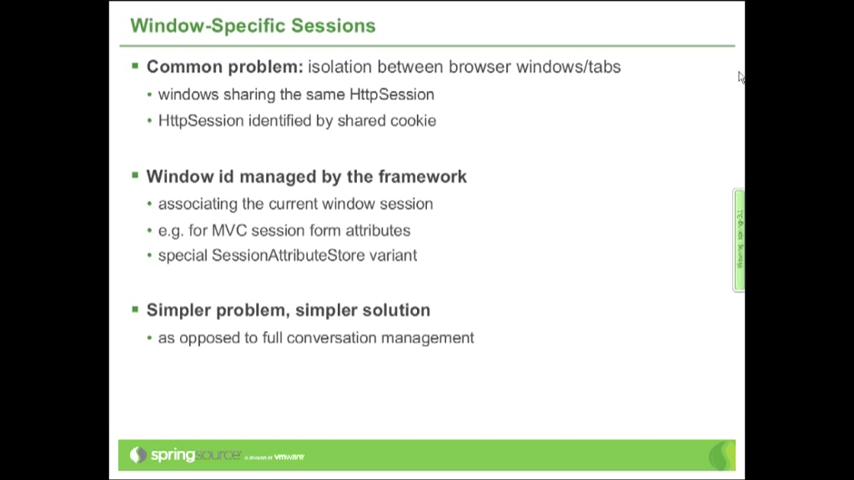 Window-Specific Sessions
Common problem: isolation between browser windows/tabs
windows sharing the same HttpSession
HttpSession identified by shared cookie
Window id managed by the framework
associating the current window session
e.g. for MVC session form attributes
special SessionAttributeStore variant
Simpler problem, simpler solution
as opposed to full conversation management
springsource A DIVISION OF vmware